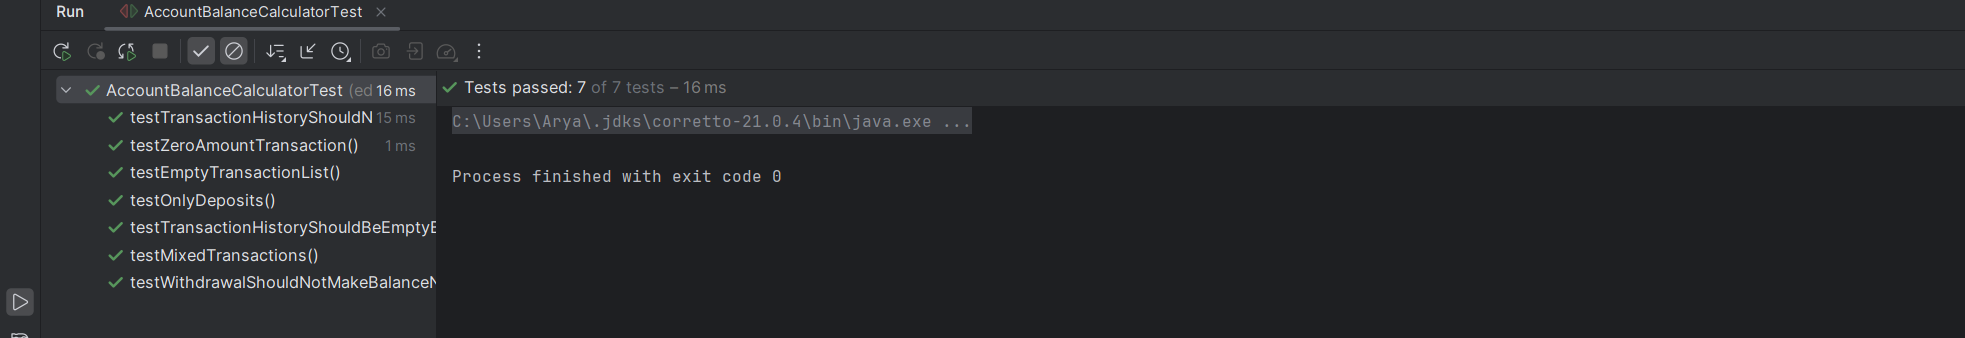 Run AccountBalanceCalculatorTest
AccountBalanceCalculatorTest (ed 16 ms
testTransactionHistoryShouldN 15 ms
testZeroAmountTransaction() 1 ms
testEmptyTransactionList()
testOnlyDeposits()
testTransactionHistoryShouldBeEmptyE
testMixedTransactions()
testWithdrawalShouldNotMakeBalanceN
Tests passed: 7 of 7 tests – 16 ms
C:\Users\Arya\.jdks\corretto-21.0.4\bin\java.exe ...
Process finished with exit code 0